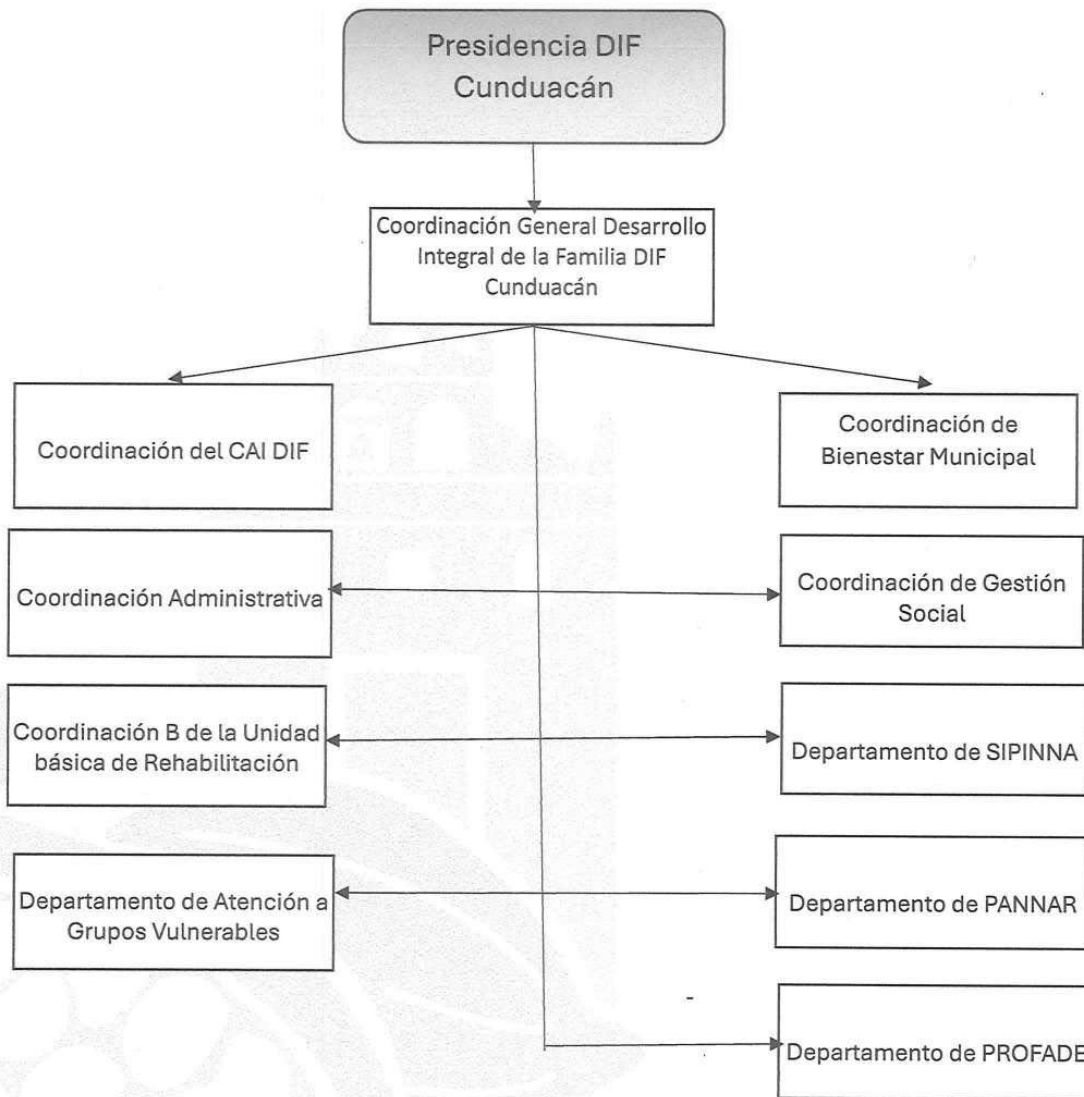 Presidencia DIF
Cunduacán
Coordinación General Desarrollo
Integral de la Familia DIF
Cunduacán
Coordinación del CAI DIF
Coordinación de
Bienestar Municipal
Coordinación Administrativa
Coordinación de Gestión
Social
Coordinación B de la Unidad
básica de Rehabilitación
Departamento de SIPINNA
Departamento de Atención a
Grupos Vulnerables
Departamento de PANNAR
Departamento de PROFADE